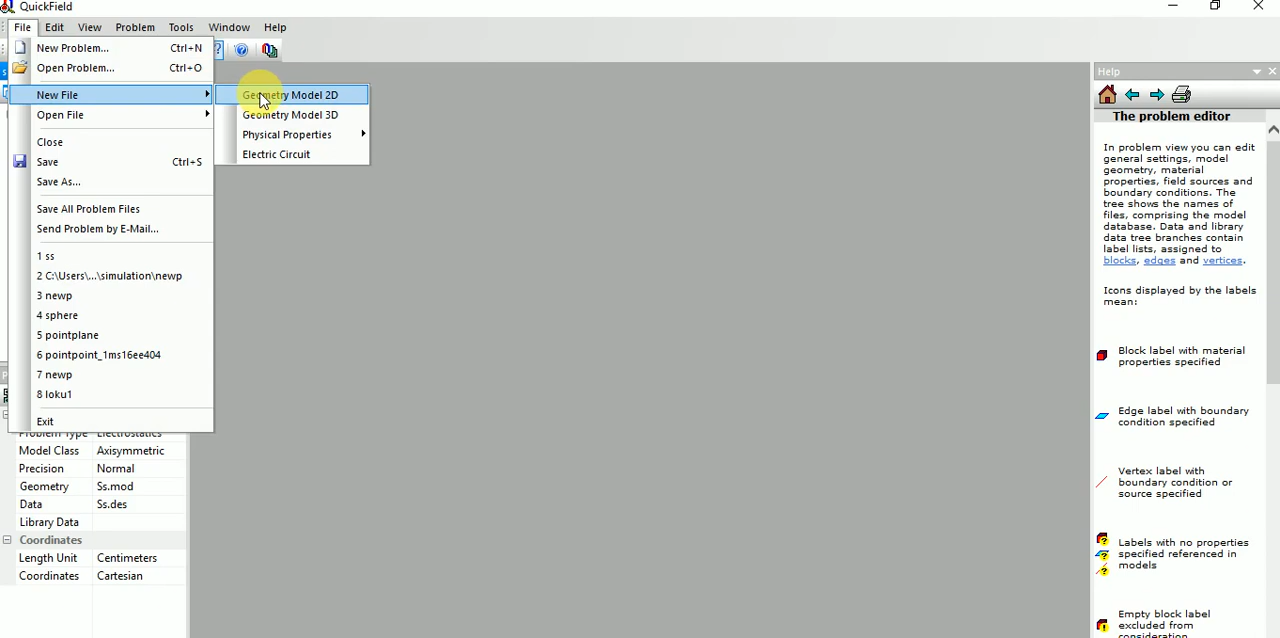 QuickField
File Edit View Problem Tools Window Help
New Problem... Ctrl+N
Open Problem... Ctrl+O
New File
Open File
Close
Save Ctrl+S
Save As...
Save All Problem Files
Send Problem by E-Mail...
1 ss
2 C:\Users\...\simulation\newp
3 newp
4 sphere
5 pointplane
6 pointpoint_1ms16ee404
7 newp
8 loku1
Exit
Geometry Model 2D
Geometry Model 3D
Physical Properties
Electric Circuit
Problem Type Electrostatics
Model Class Axisymmetric
Precision Normal
Geometry Ss.mod
Data Ss.des
Library Data
Coordinates
Length Unit Centimeters
Coordinates Cartesian
Help
The problem editor
In problem view you can edit
general settings, model
geometry, material
properties, field sources and
boundary conditions. The
tree shows the names of
files, comprising the model
database. Data and library
data tree branches contain
label lists, assigned to
blocks, edges and vertices.
Icons displayed by the labels
mean:
Block label with material
properties specified
Edge label with boundary
condition specified
Vertex label with
boundary condition or
source specified
Labels with no properties
specified referenced in
models
Empty block label
excluded from
consideration